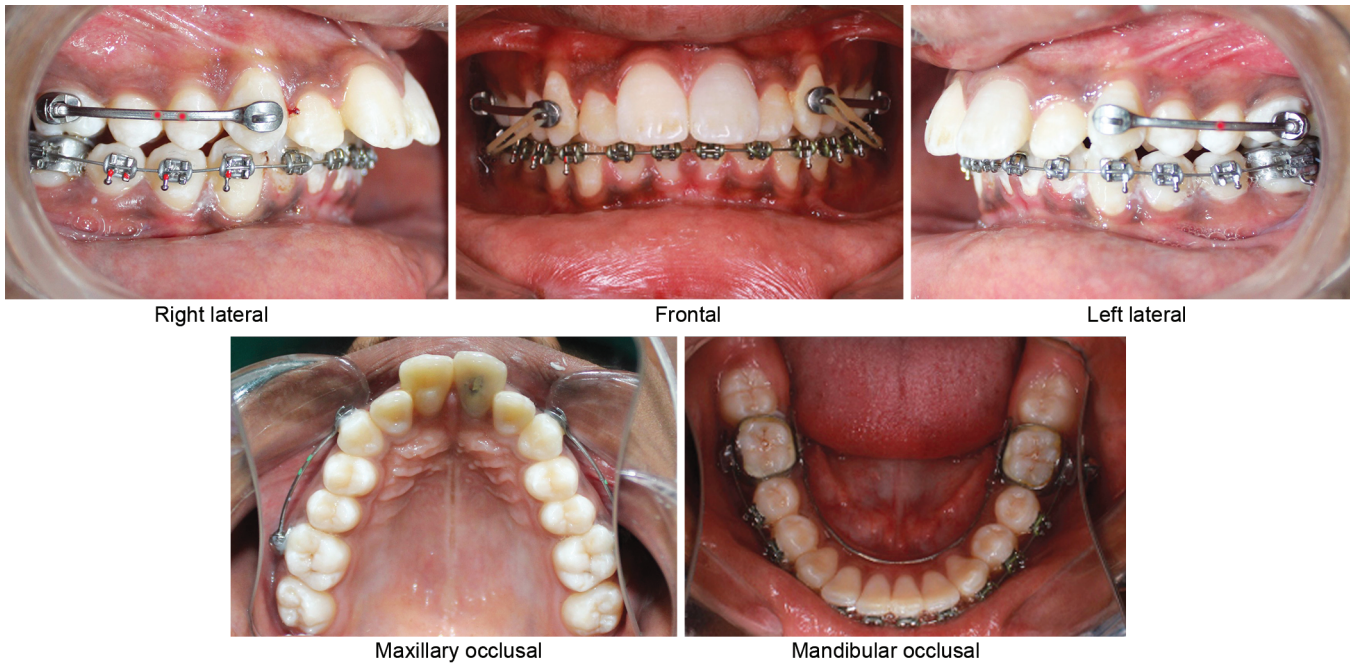 Right lateral
Frontal
Left lateral
Maxillary occlusal
Mandibular occlusal